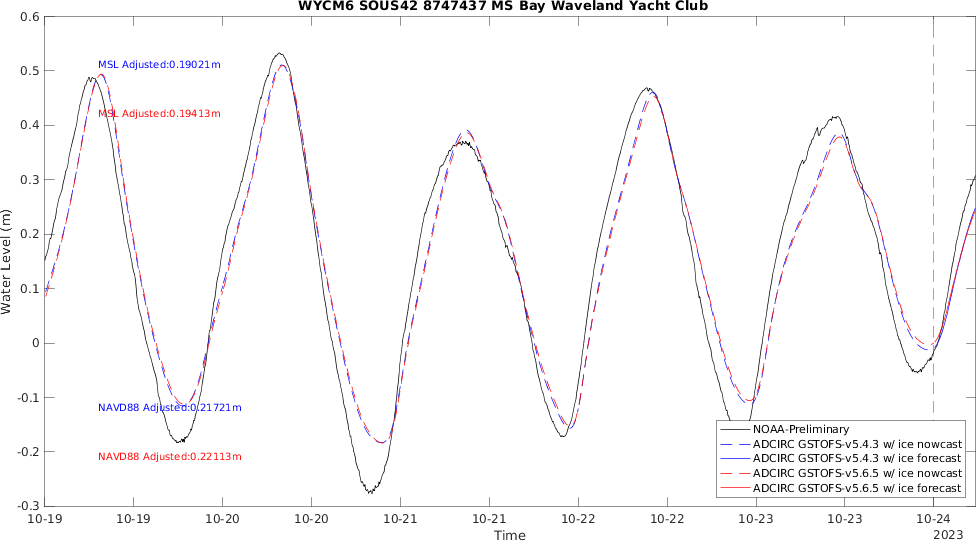 WYCM6 SOUS42 8747437 MS Bay Waveland Yacht Club
Water Level (m)
0.6
0.5
0.4
0.3
0.2
0.1
0
-0.1
-0.2
-0.3
MSL Adjusted:0.19021m
MSL Adjusted:0.19413m
NAVD88 Adjusted:0.21721m
NAVD88 Adjusted:0.22113m
NOAA-Preliminary
ADCIRC GSTOFS-v5.4.3 w/ ice nowcast
ADCIRC GSTOFS-v5.4.3 w/ ice forecast
ADCIRC GSTOFS-v5.6.5 w/ ice nowcast
ADCIRC GSTOFS-v5.6.5 w/ ice forecast
10-19 10-19 10-20 10-20 10-21 10-21 10-22 10-22 10-23 10-23 10-24
Time
2023